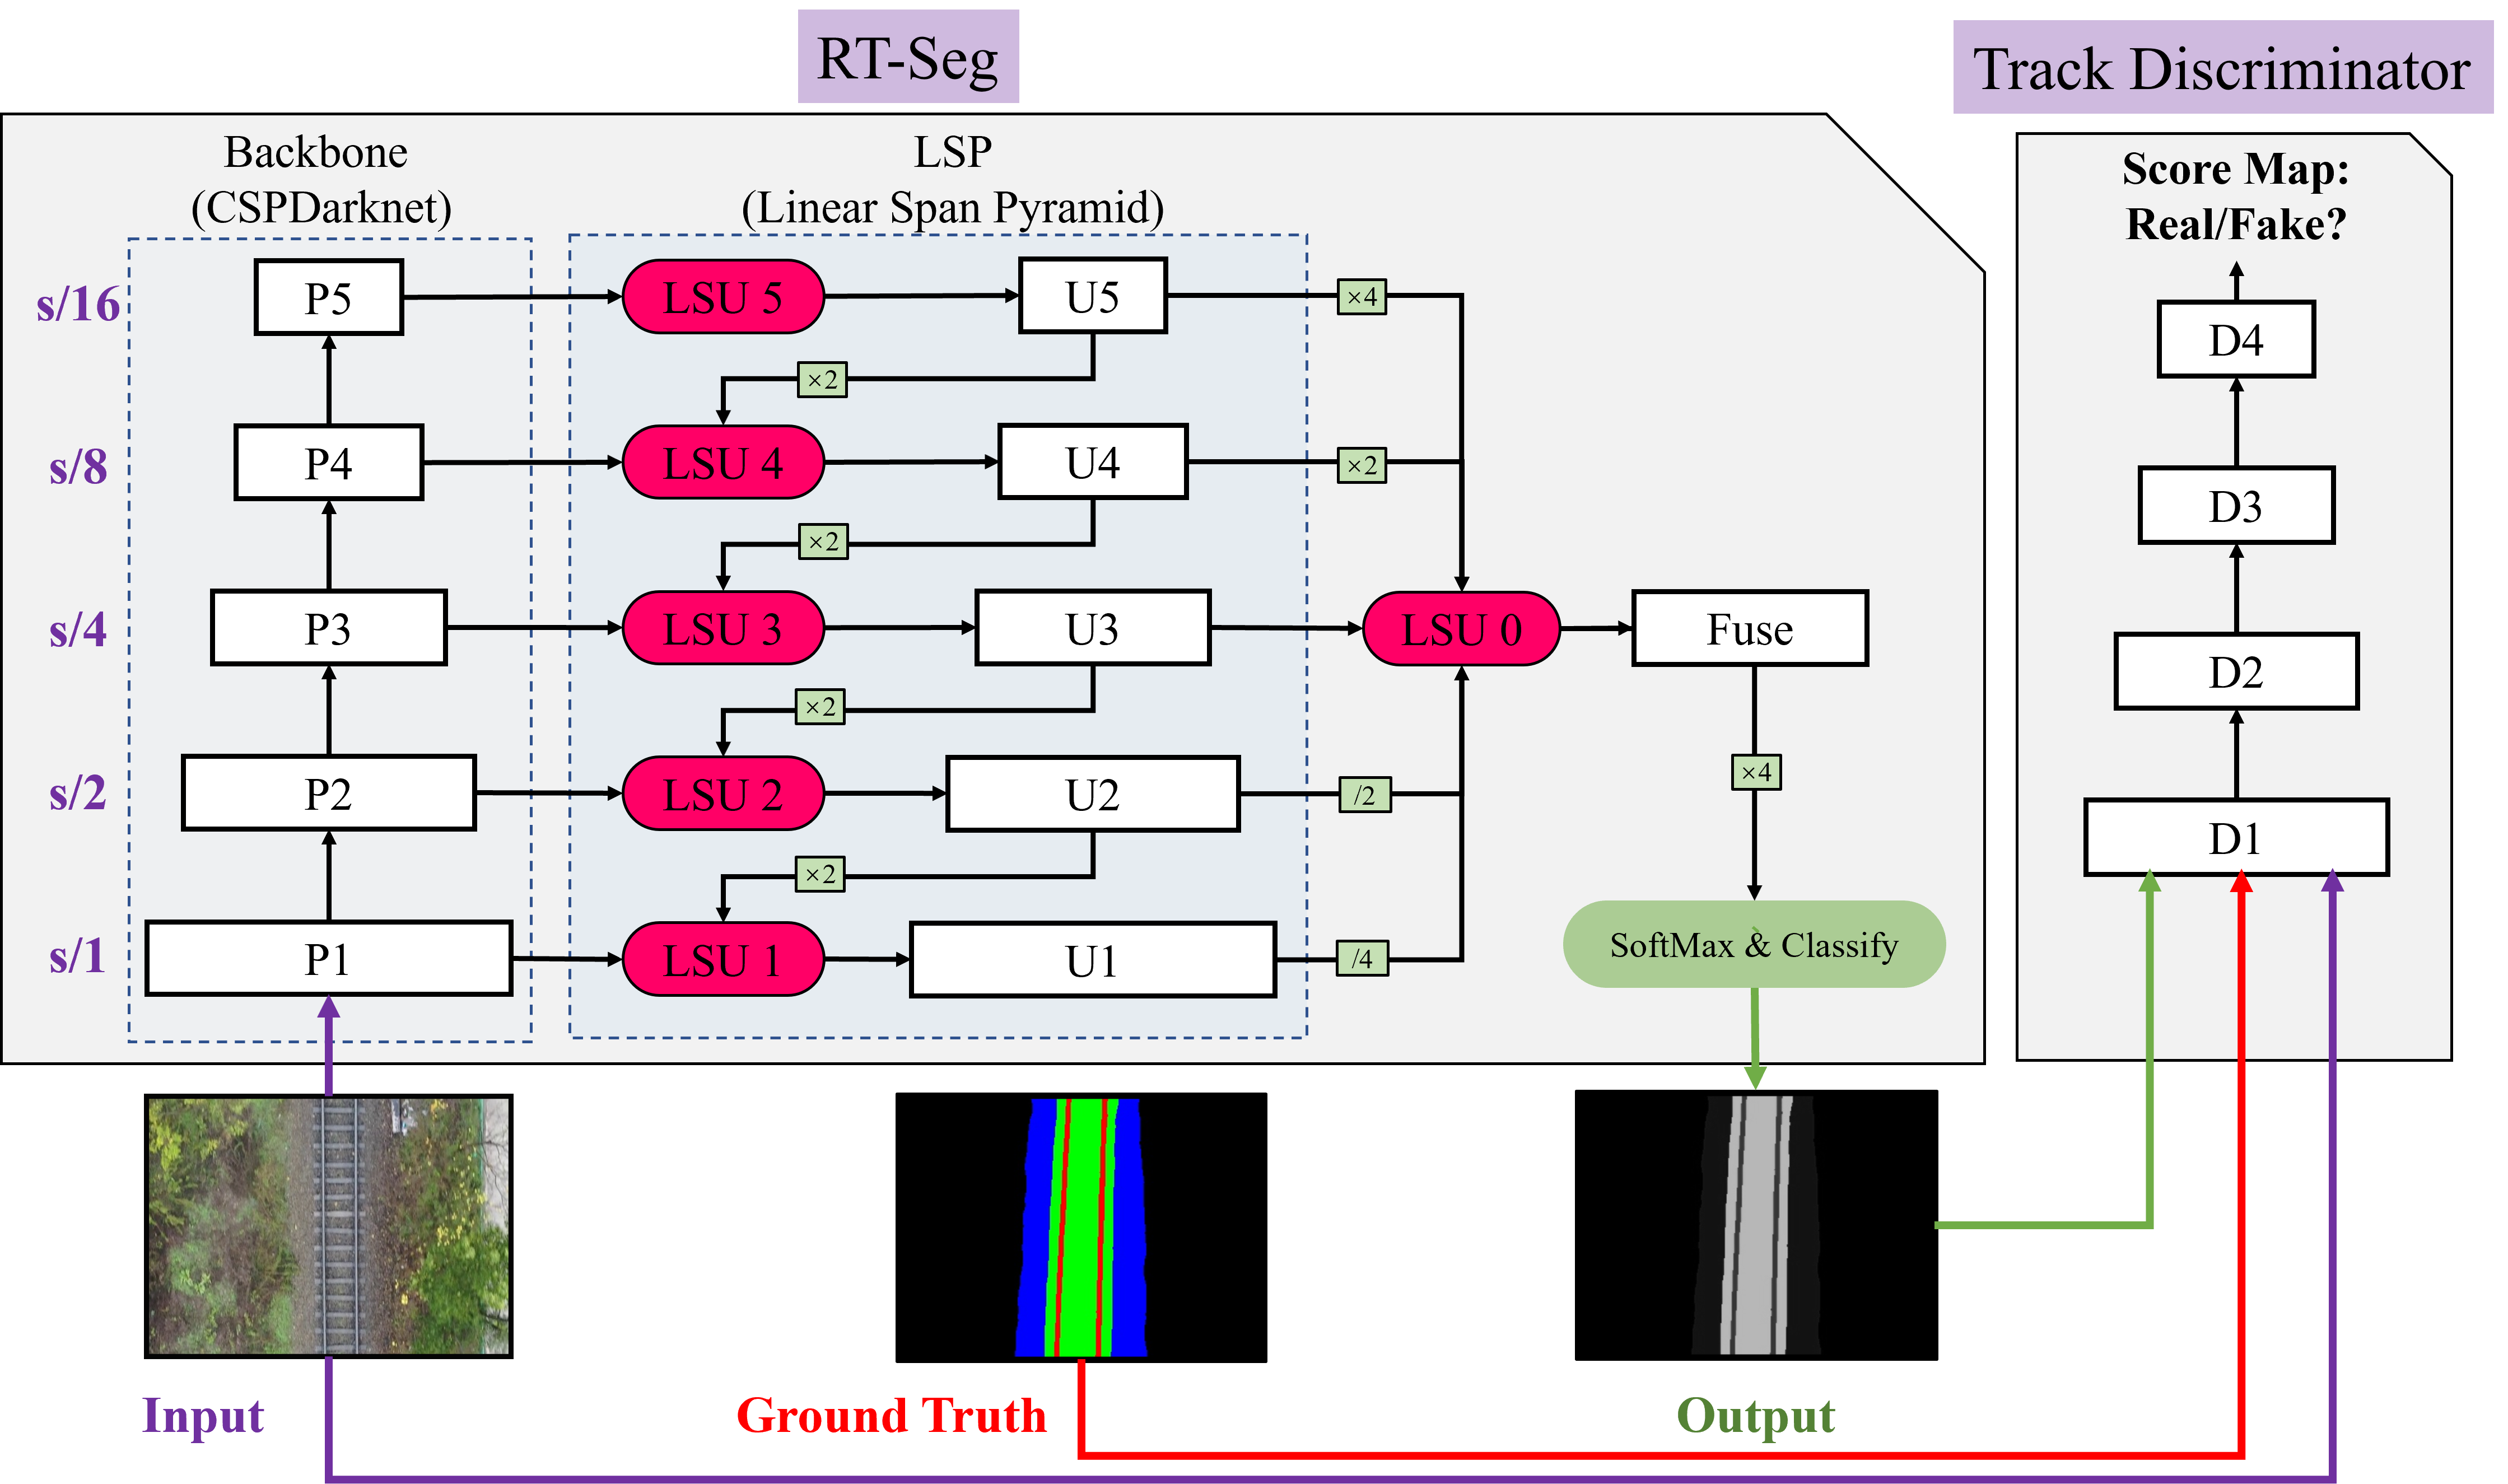 RT-Seg
Track Discriminator
Backbone
(CSPDarknet)
LSP
(Linear Span Pyramid)
Score Map:
Real/Fake?
s/16
P5
LSU 5
U5
×4
×2
D4
s/8
P4
LSU 4
U4
×2
×2
D3
s/4
P3
LSU 3
U3
LSU 0
Fuse
D2
×2
s/2
P2
LSU 2
U2
/2
×4
D1
×2
s/1
P1
LSU 1
U1
/4
SoftMax & Classify
Input
Ground Truth
Output